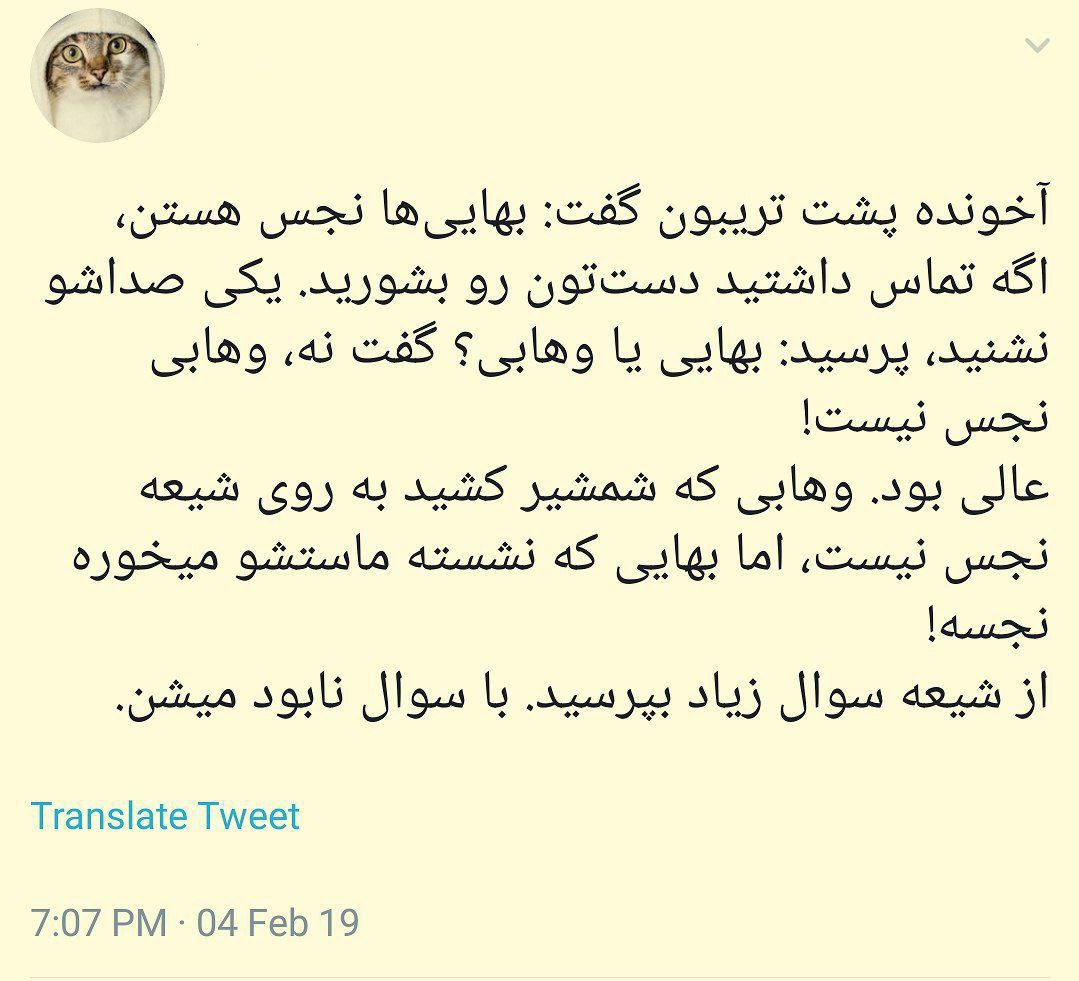 آخونده پشت تریبون گفت: بهایی‌ها نجس هستن،
اگه تماس داشتید دست‌تون رو بشورید. یکی صداشو
نشنید، پرسید: بهایی یا وهابی؟ گفت نه، وهابی
نجس نیست!
عالی بود. وهابی که شمشیر کشید به روی شیعه
نجس نیست، اما بهایی که نشسته ماستشو میخوره
نجسه!
از شیعه سوال زیاد بپرسید. با سوال نابود میشن.
Translate Tweet
7:07 PM · 04 Feb 19